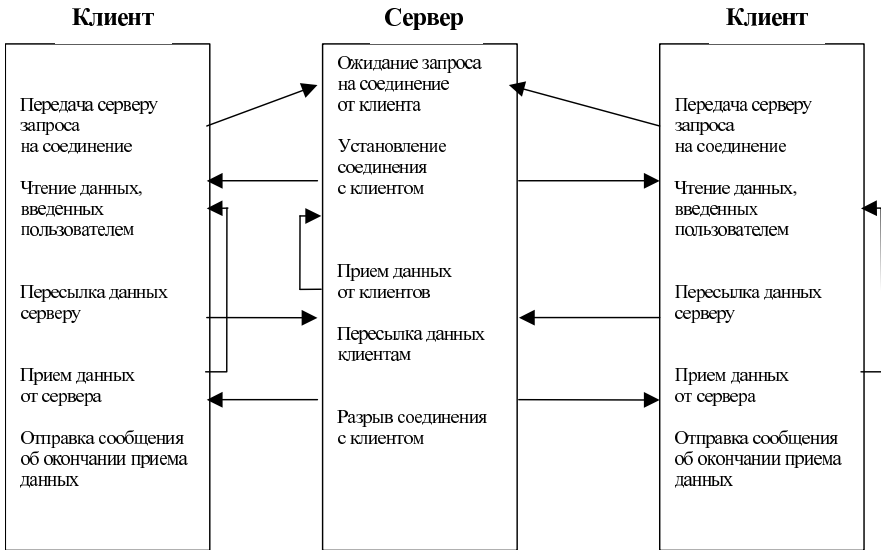 Клиент
Передача серверу
запроса
на соединение
Чтение данных,
введенных
пользователем
Пересылка данных
серверу
Прием данных
от сервера
Отправка сообщения
об окончании приема
данных
Сервер
Ожидание запроса
на соединение
от клиента
Установление
соединения
с клиентом
Прием данных
от клиентов
Пересылка данных
клиентам
Разрыв соединения
с клиентом
Клиент
Передача серверу
запроса
на соединение
Чтение данных,
введенных
пользователем
Пересылка данных
серверу
Прием данных
от сервера
Отправка сообщения
об окончании приема
данных